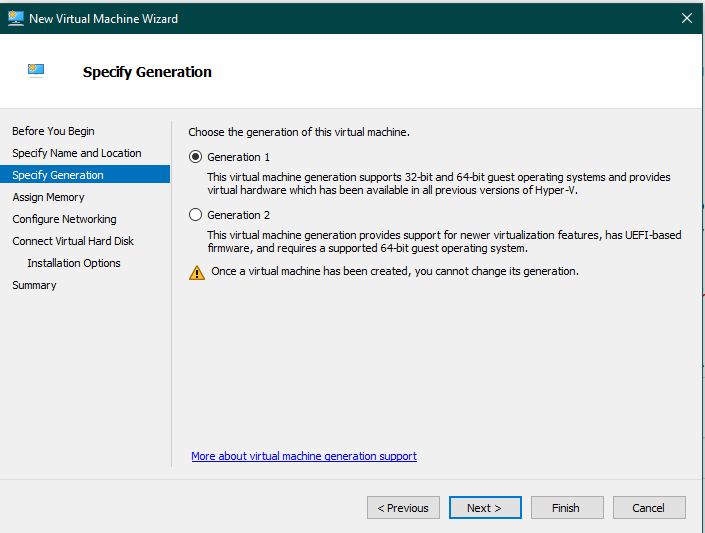 New Virtual Machine Wizard
Specify Generation
Before You Begin
Specify Name and Location
Specify Generation
Assign Memory
Configure Networking
Connect Virtual Hard Disk
Installation Options
Summary
Choose the generation of this virtual machine.
Generation 1
This virtual machine generation supports 32-bit and 64-bit guest operating systems and provides
virtual hardware which has been available in all previous versions of Hyper-V.
Generation 2
This virtual machine generation provides support for newer virtualization features, has UEFI-based
firmware, and requires a supported 64-bit guest operating system.
Once a virtual machine has been created, you cannot change its generation.
More about virtual machine generation support
< Previous
Next >
Finish
Cancel